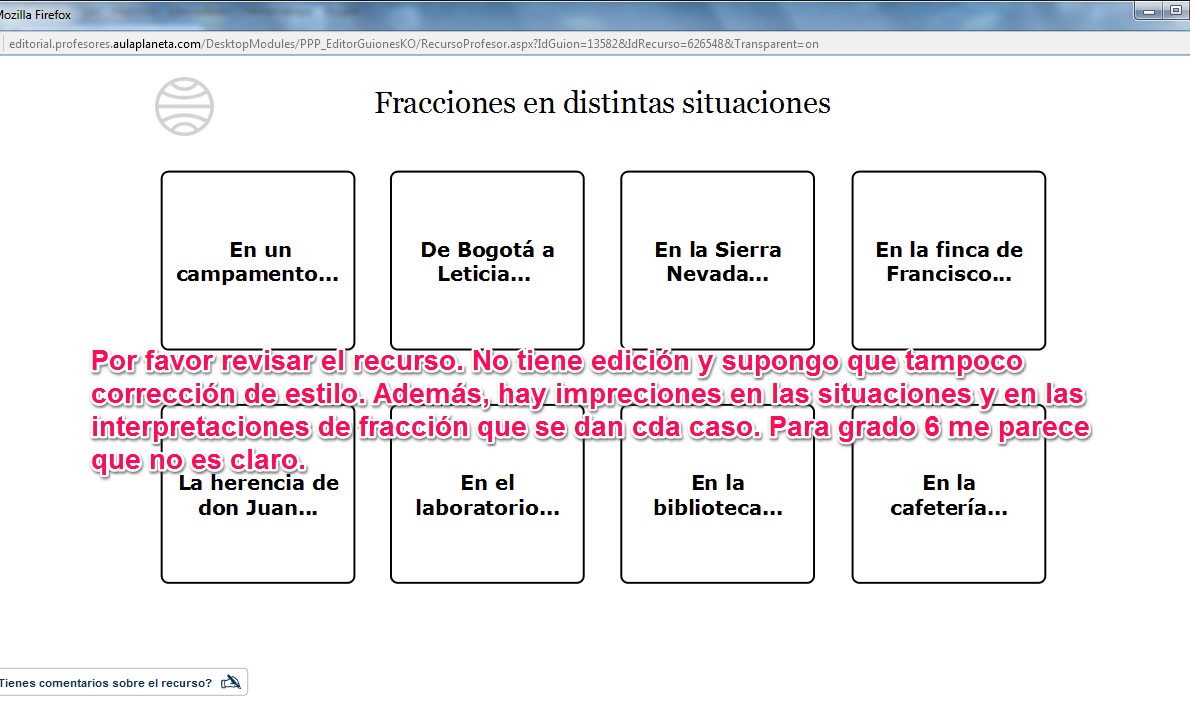 Mozilla Firefox
editorial.profesores.aulaplaneta.com/DesktopModules/PPP_EditorGuionesKO/RecursoProfesor.aspx?IdGuion=13582&IdRecurso=626548&Transparent=on
Fracciones en distintas situaciones
En un
campamento...
De Bogotá a
Leticia...
En la Sierra
Nevada...
En la finca de
Francisco...
Por favor revisar el recurso. No tiene edición y supongo que tampoco
corrección de estilo. Además, hay impreciones en las situaciones y en las
interpretaciones de fracción que se dan cda caso. Para grado 6 me parece
que no es claro.
La herencia de
don Juan...
En el
laboratorio...
En la
biblioteca...
En la
cafetería...
Tienes comentarios sobre el recurso?